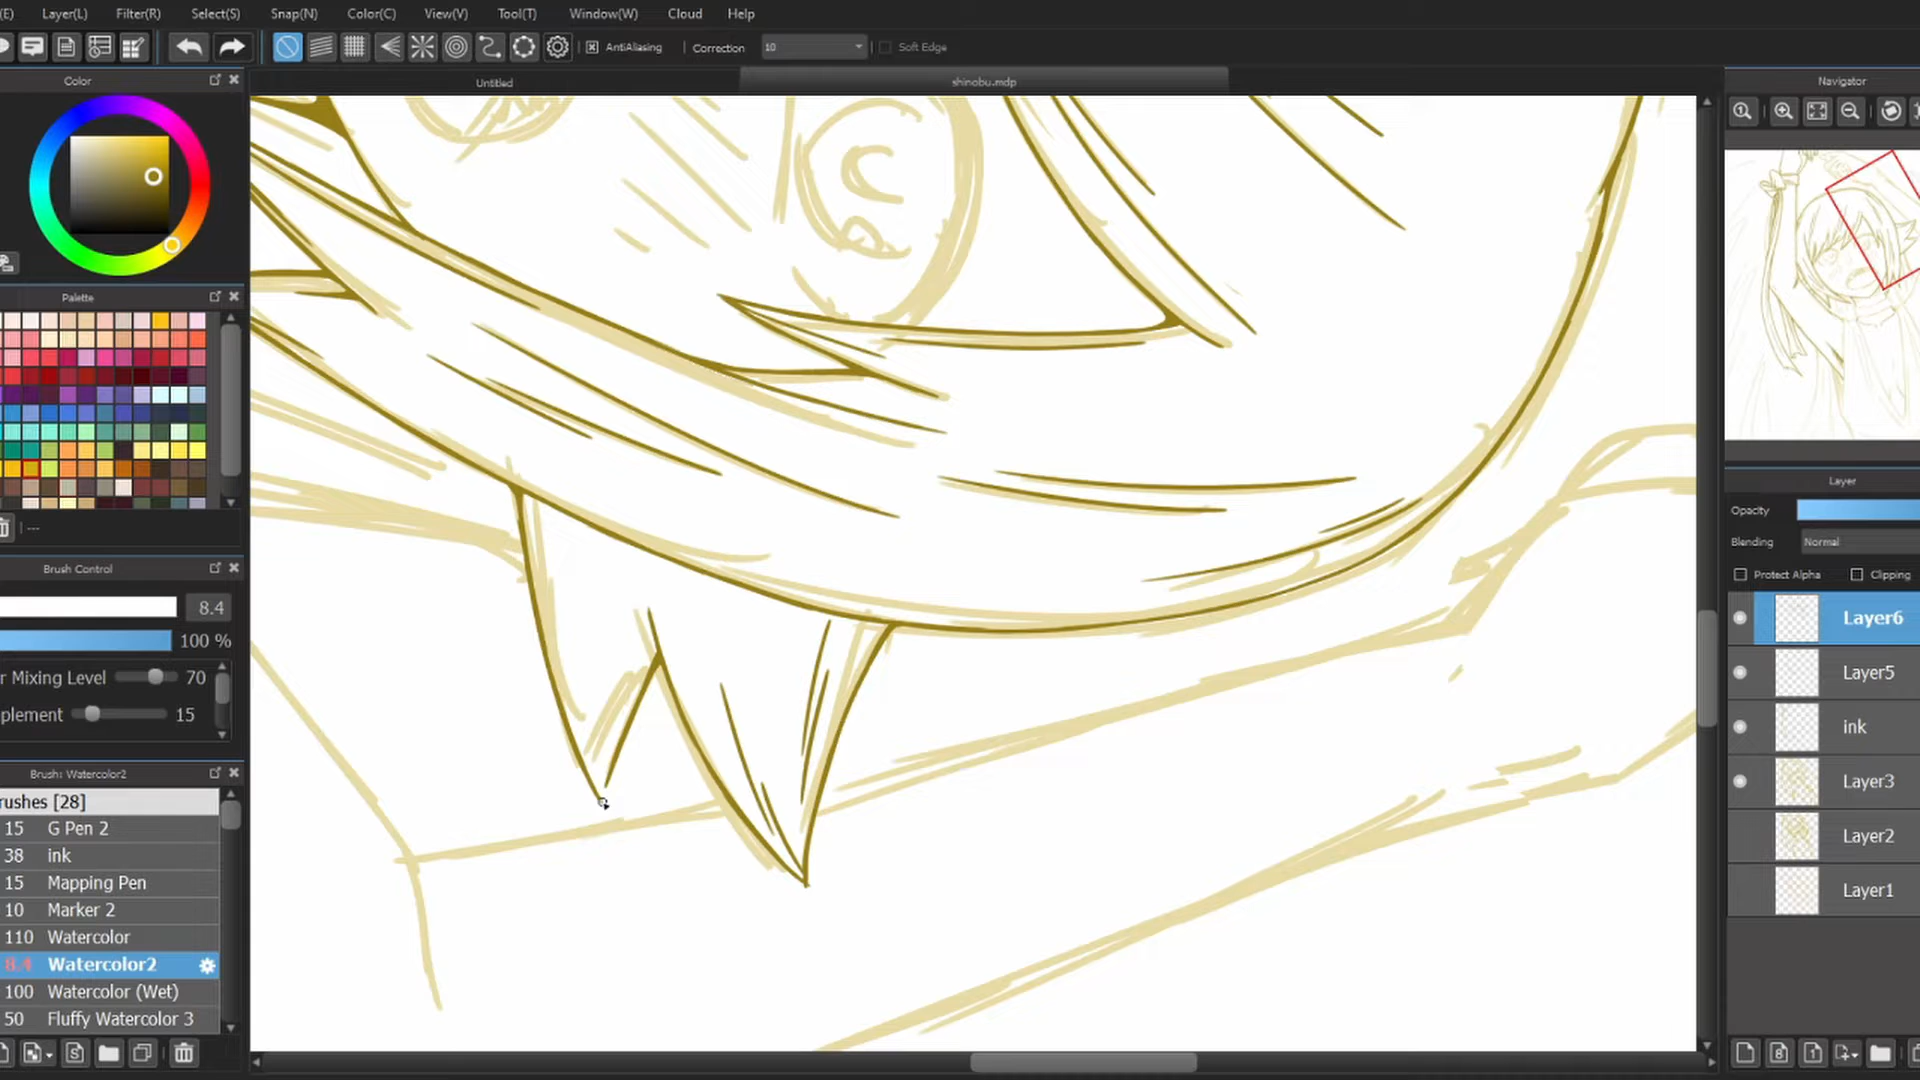 (E) Layer(L) Filter(R) Select(S) Snap(N) Color(C) View(V) Tool(T) Window(W) Cloud Help
AntiAliasing Correction 10 Soft Edge
Color
Untitled
shinobu.mdp
Navigator
Palette
---
Brush Control
8.4
100 %
r Mixing Level 70
plement 15
Brush: Watercolor2
rushes [28]
15 G Pen 2
38 ink
15 Mapping Pen
10 Marker 2
110 Watercolor
8.4 Watercolor2
100 Watercolor (Wet)
50 Fluffy Watercolor 3
Layer
Opacity
Blending Normal
Protect Alpha Clipping
Layer6
Layer5
ink
Layer3
Layer2
Layer1